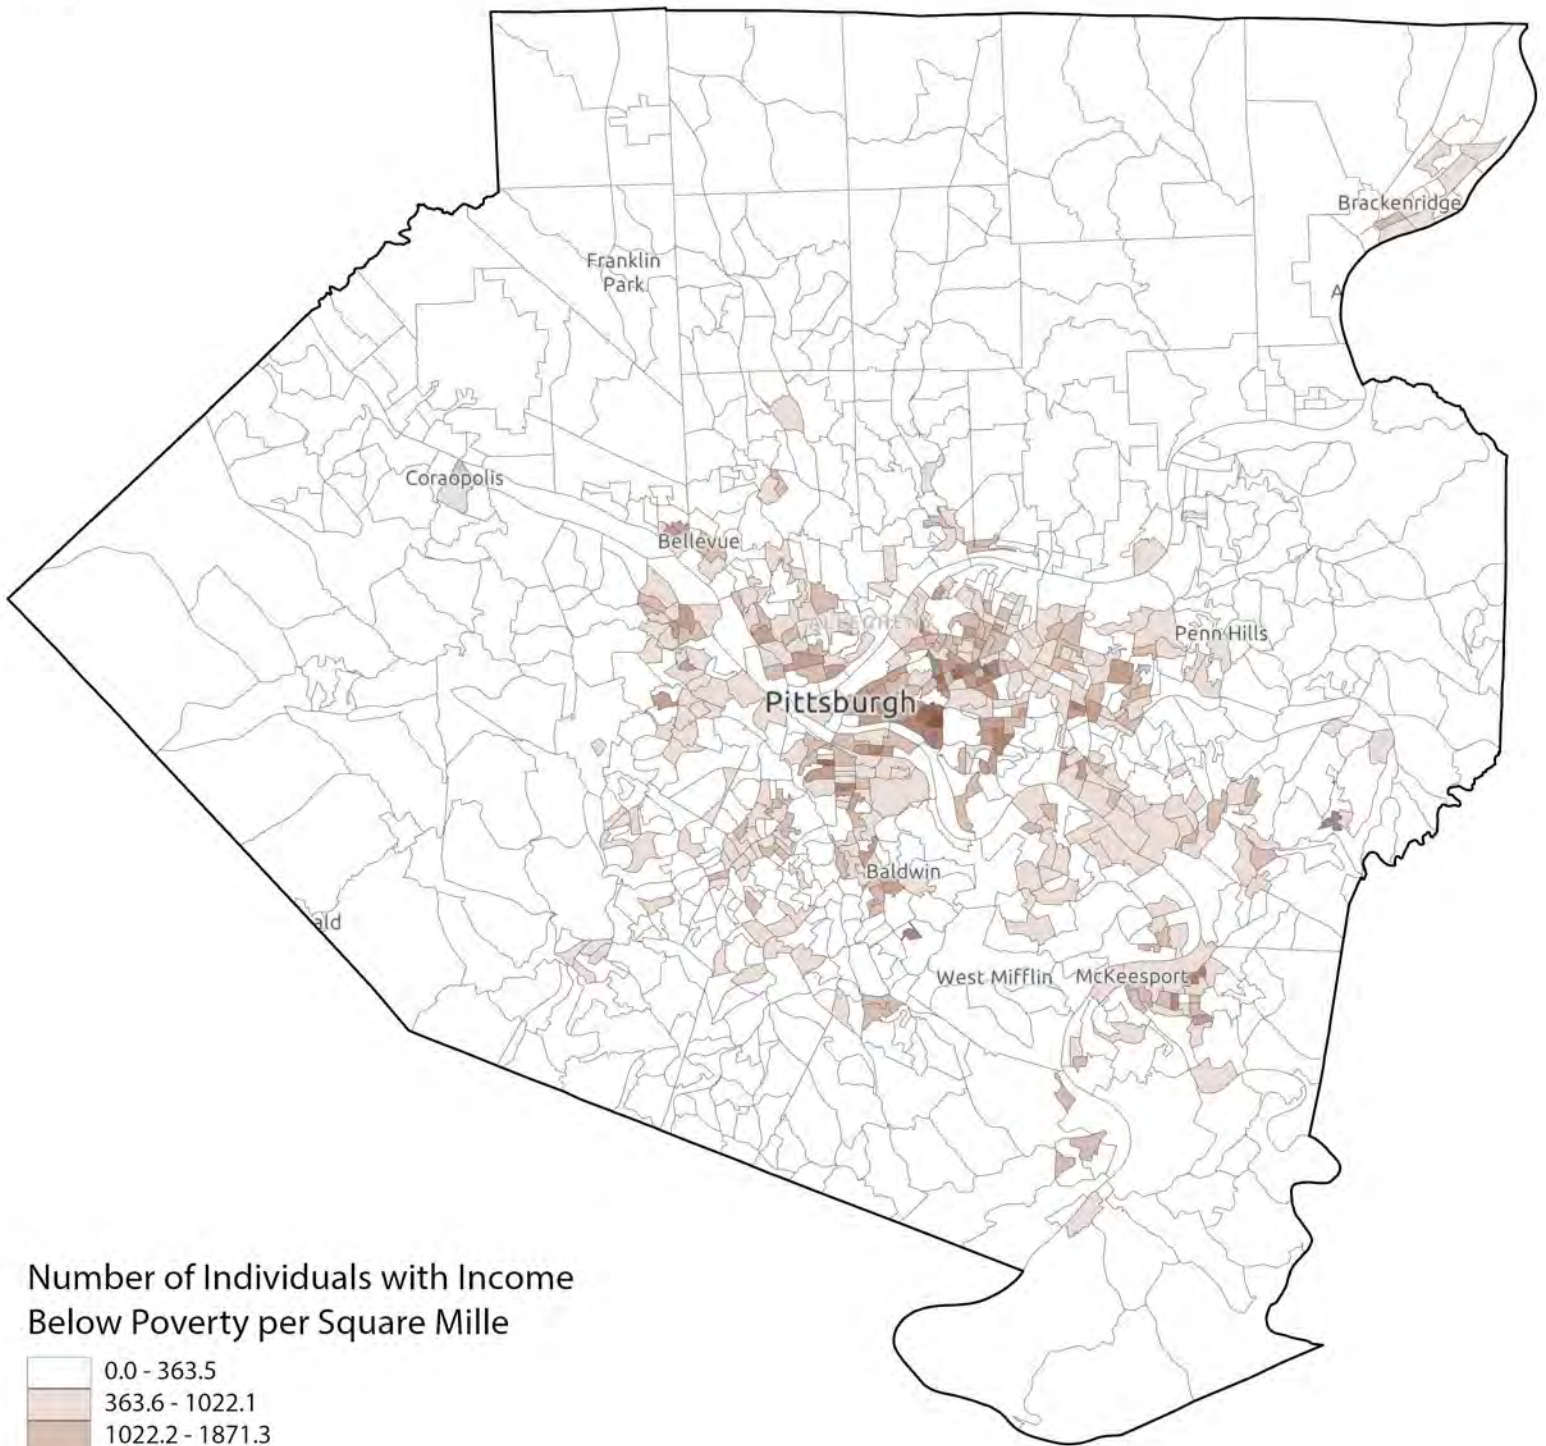 Brackenridge
Franklin
Park
A
Coraopolis
Bellevue
ALLEGHENY
Penn Hills
Pittsburgh
Baldwin
ald
West Mifflin
McKeesport
Number of Individuals with Income
Below Poverty per Square Mille
0.0 - 363.5
363.6 - 1022.1
1022.2 - 1871.3